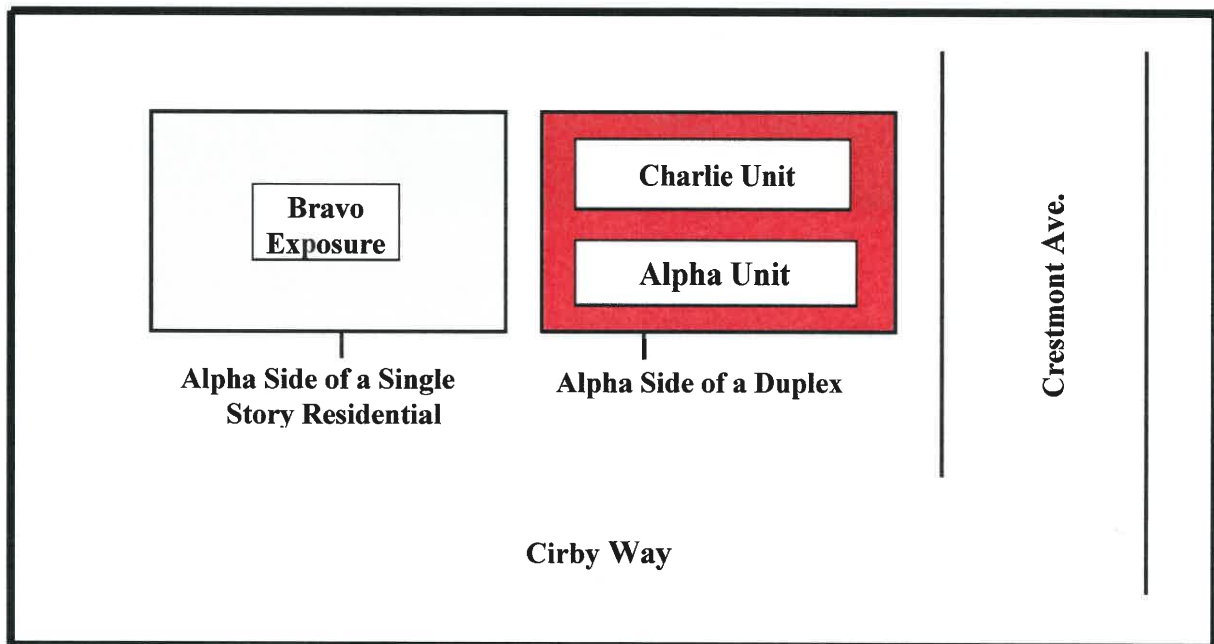 Bravo
Exposure
Charlie Unit
Alpha Unit
Alpha Side of a Single
Story Residential
Alpha Side of a Duplex
Crestmont Ave.
Cirby Way